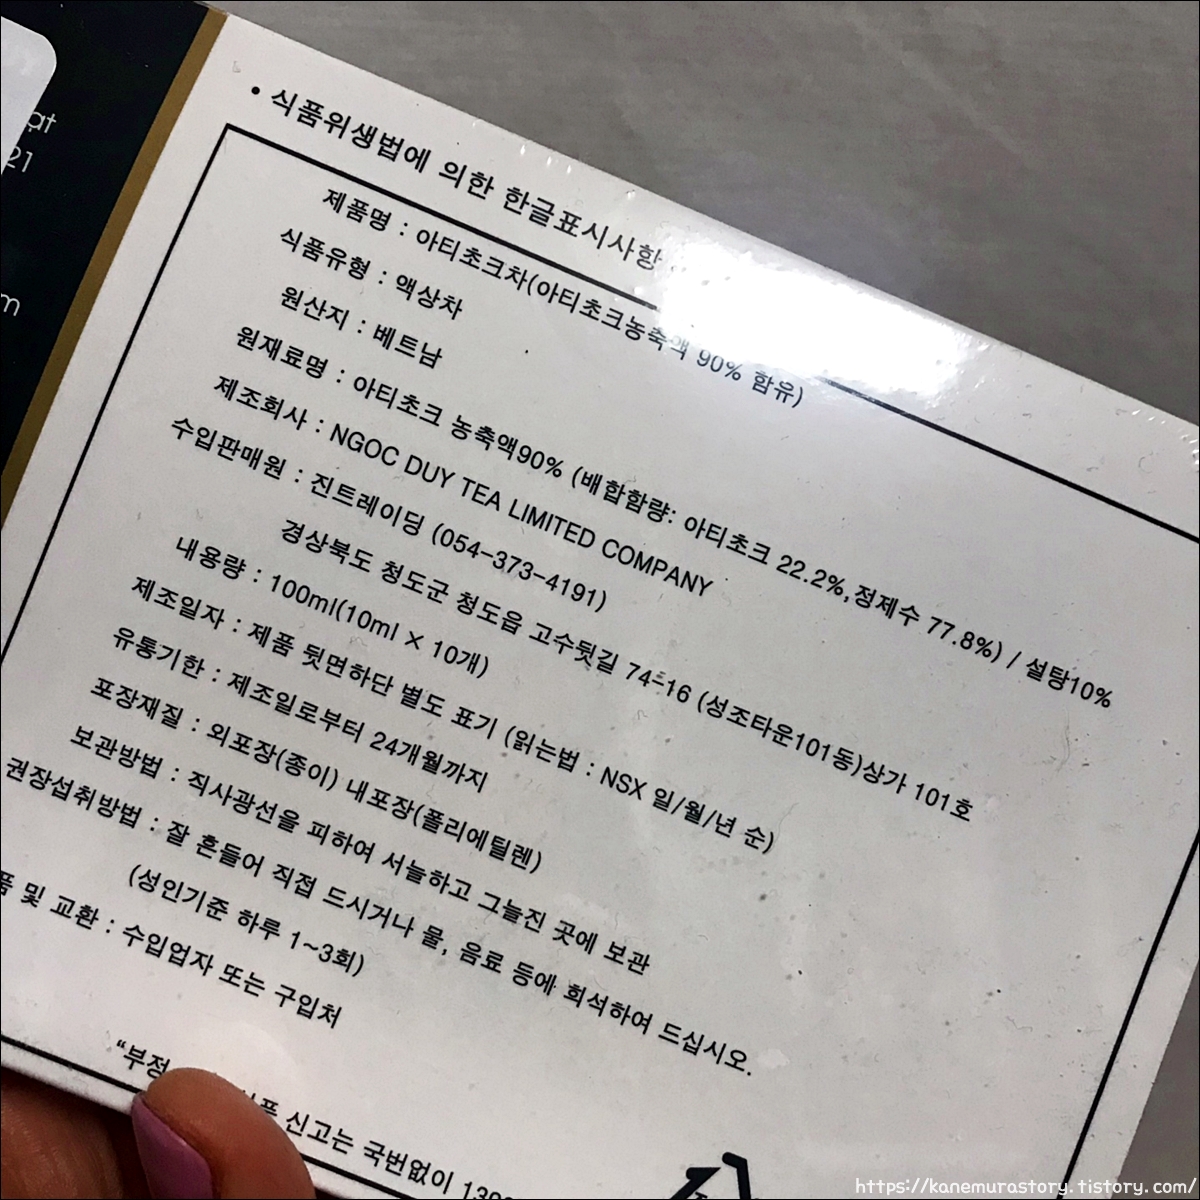 ạt
21
m
• 식품위생법에 의한 한글표시사항
제품명 : 아티초크차(아티초크농축액 90% 함유)
식품유형 : 액상차
원산지 : 베트남
원재료명 : 아티초크 농축액90% (배합함량: 아티초크 22.2%,정제수 77.8%) / 설탕10%
제조회사 : NGOC DUY TEA LIMITED COMPANY
수입판매원 : 진트레이딩 (054-373-4191)
경상북도 청도군 청도읍 고수뒷길 74-16 (성조타운101동)상가 101호
내용량 : 100ml(10ml × 10개)
제조일자 : 제품 뒷면하단 별도 표기 (읽는법 : NSX 일/월/년 순)
유통기한 : 제조일로부터 24개월까지
포장재질 : 외포장(종이) 내포장(폴리에틸렌)
보관방법 : 직사광선을 피하여 서늘하고 그늘진 곳에 보관
권장섭취방법 : 잘 흔들어 직접 드시거나 물, 음료 등에 희석하여 드십시오.
(성인기준 하루 1~3회)
품 및 교환 : 수입업자 또는 구입처
“부정 신고는 국번없이
https://kanemurastory.tistory.com